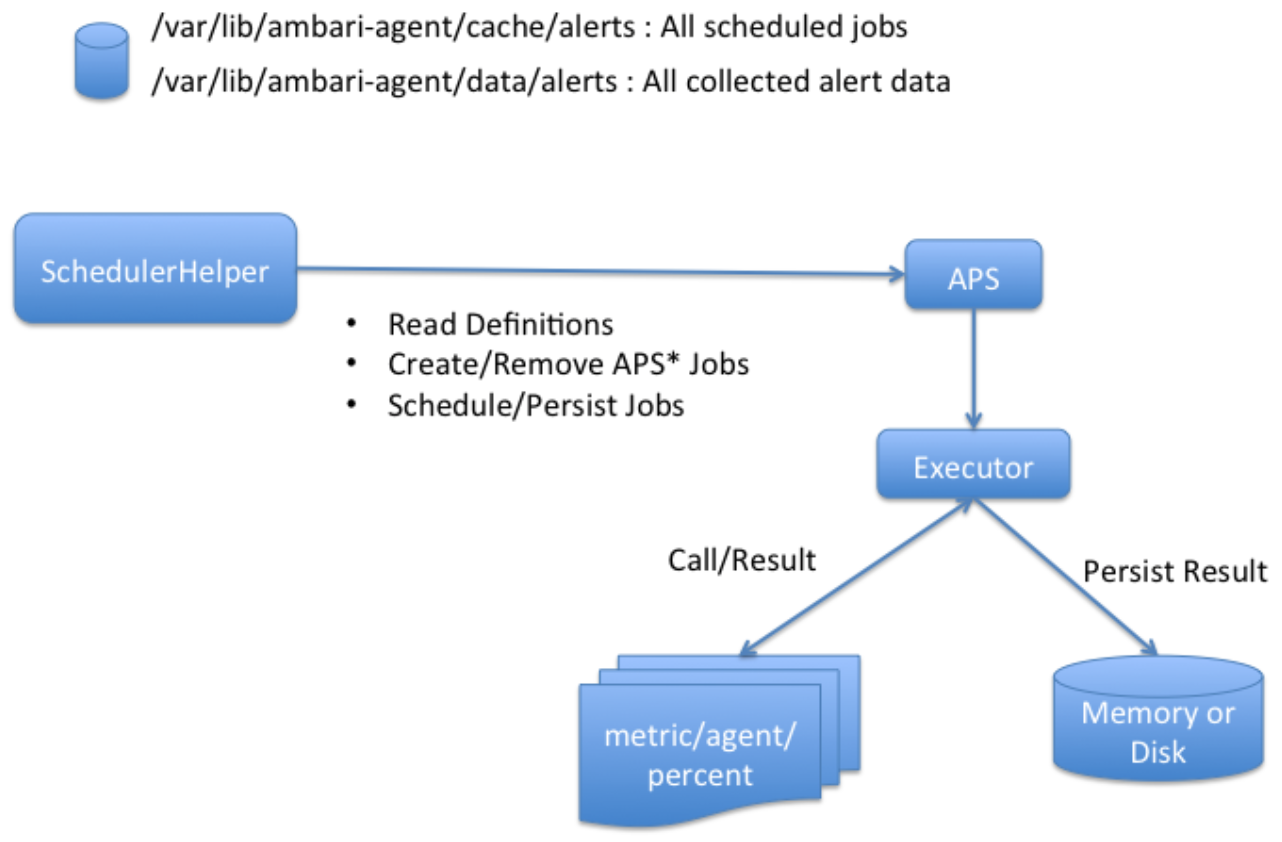 /var/lib/ambari-agent/cache/alerts : All scheduled jobs
/var/lib/ambari-agent/data/alerts : All collected alert data
SchedulerHelper
APS
• Read Definitions
• Create/Remove APS* Jobs
• Schedule/Persist Jobs
Executor
Call/Result
Persist Result
metric/agent/
percent
Memory or
Disk